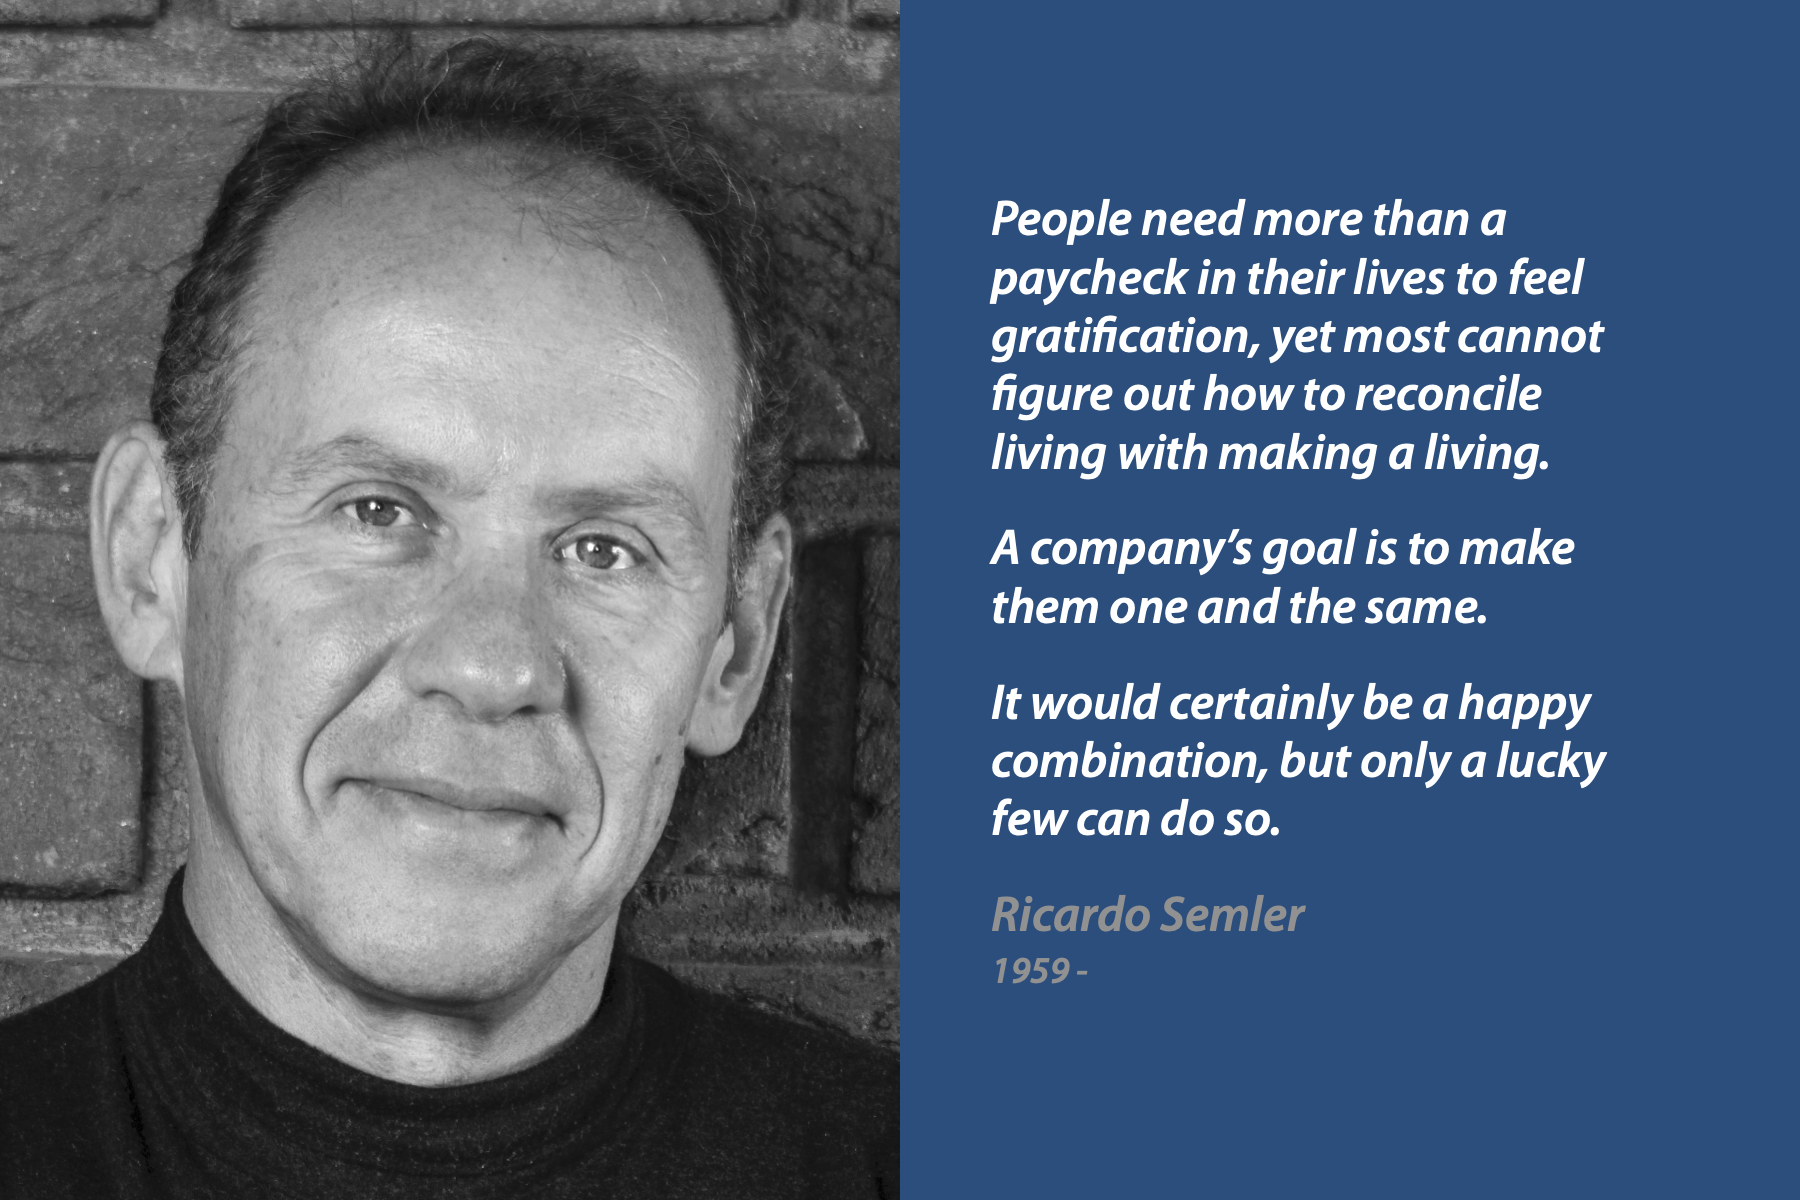 People need more than a
paycheck in their lives to feel
gratification, yet most cannot
figure out how to reconcile
living with making a living.
A company’s goal is to make
them one and the same.
It would certainly be a happy
combination, but only a lucky
few can do so.
Ricardo Semler
1959 -